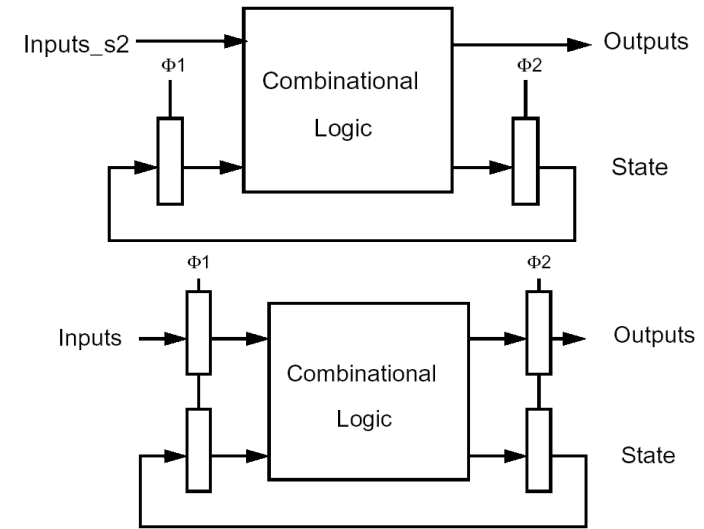 Inputs_s2
Outputs
Φ1
Φ2
Combinational
Logic
State
Φ1
Φ2
Inputs
Outputs
Combinational
Logic
State